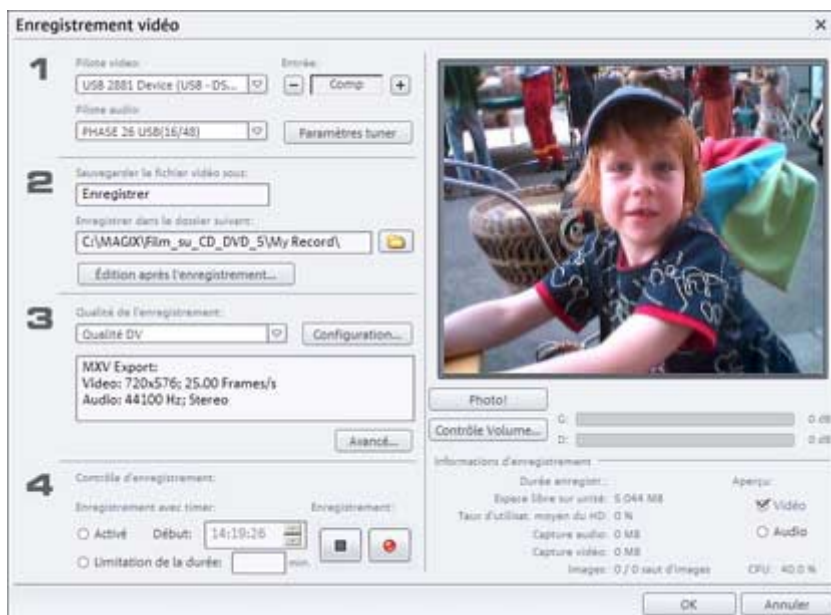 Enregistrement vidéo
1
Pilote video:
Entrée:
USB 2881 Device (USB - DS...
Comp
Pilote audio:
PHASE 26 USB(16/48)
Paramètres tuner
2
Sauvegarder le fichier vidéo sous:
Enregistrer
Enregistrer dans le dossier suivant:
C:\MAGIX\Film_su_CD_DVD_5\My Record\
Édition après l'enregistrement...
3
Qualité de l'enregistrement:
Qualité DV
Configuration...
MXV Export:
Video: 720x576; 25.00 Frames/s
Audio: 44100 Hz; Stereo
Avancé...
4
Contrôle d'enregistrement:
Enregistrement avec timer:
Enregistrement:
Activé
Début:
14:19:26
Limitation de la durée:
min.
Photo!
Contrôle Volume...
G:
0 dB
D:
0 dB
Informations d'enregistrement
Durée enregistr.:
Espace libre sur unité: 5.044 MB
Taux d'utilisat. moyen du HD: 0 %
Capture audio: 0 MB
Capture vidéo: 0 MB
Images: 0 / 0 saut d'images
Aperçu:
Vidéo
Audio
CPU: 40.0 %
OK
Annuler